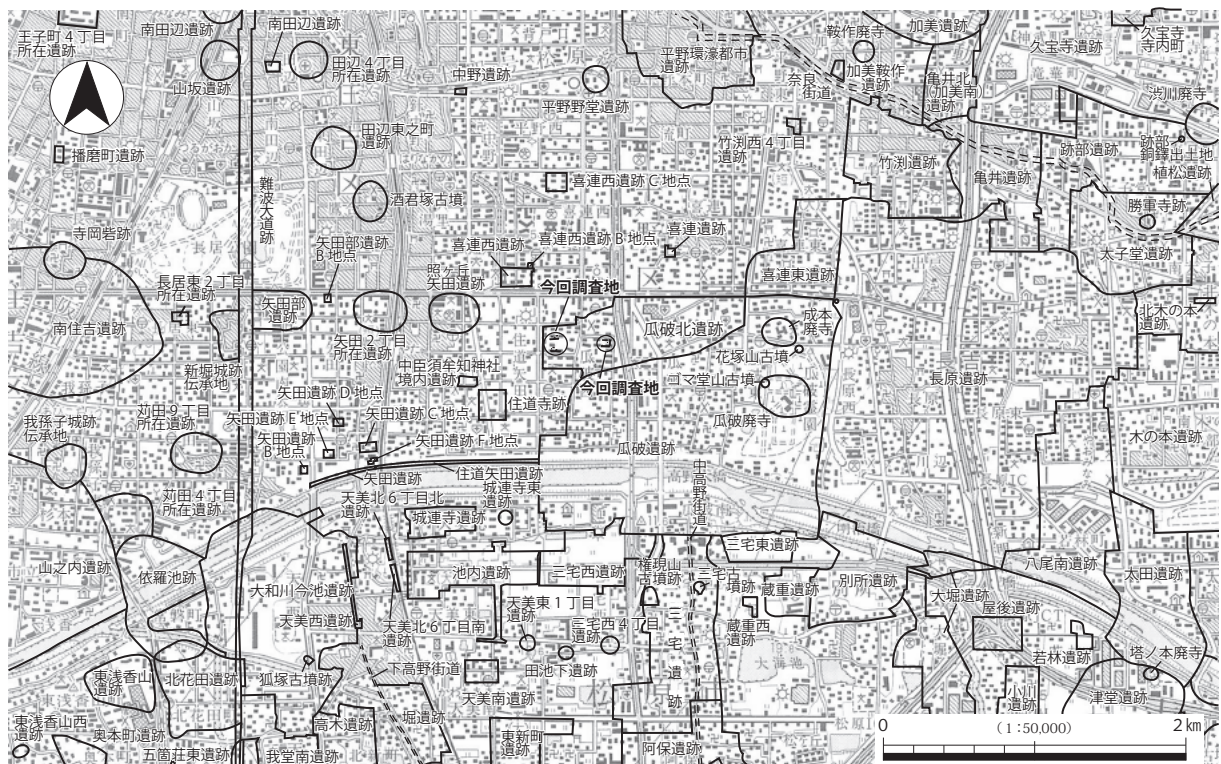 王子町4丁目
所在遺跡
南田辺遺跡
南田辺遺跡
山坂遺跡
田辺4丁目
所在遺跡
中野遺跡
平野野堂遺跡
平野環濠都市
遺跡
奈良
街道
鞍作廃寺
加美鞍作
遺跡
加美遺跡
亀井北
(加美南)
遺跡
久宝寺遺跡
久宝寺
寺内町
渋川廃寺
播磨町遺跡
田辺東之町
遺跡
竹渕西4丁目
遺跡
竹渕遺跡
亀井遺跡
跡部遺跡
跡部
銅鐸出土地
植松遺跡
難波大道跡
酒君塚古墳
喜連西遺跡C地点
勝軍寺跡
寺岡砦跡
矢田部遺跡
B地点
喜連西遺跡
喜連西遺跡B地点
喜連遺跡
太子堂遺跡
長居東2丁目
所在遺跡
矢田部
遺跡
照ヶ丘
矢田遺跡
今回調査地
喜連東遺跡
北木の本
遺跡
南住吉遺跡
矢田2丁目
所在遺跡
瓜破北遺跡
成本
廃寺
花塚山古墳
新堀城跡
伝承地
中臣須牟知神社
境内遺跡
今回調査地
ゴマ堂山古墳
長原遺跡
矢田遺跡D地点
住道寺跡
瓜破廃寺
我孫子城跡
伝承地
苅田9丁目
所在遺跡
矢田遺跡E地点
矢田遺跡C地点
矢田遺跡
B地点
矢田遺跡F地点
瓜破遺跡
木の本遺跡
矢田遺跡
住道矢田遺跡
中高野街道
苅田4丁目
所在遺跡
天美北6丁目北
遺跡
城連寺東
遺跡
城連寺遺跡
三宅東遺跡
山之内遺跡
依羅池跡
大和川今池遺跡
池内遺跡
三宅西遺跡
権現山
古墳跡
三宅古
墳跡
蔵重遺跡
別所遺跡
八尾南遺跡
太田遺跡
天美西遺跡
天美北6丁目南
遺跡
天美東1丁目
遺跡
三宅西4丁目
遺跡
三宅遺跡
蔵重西
遺跡
大堀遺跡
屋後遺跡
東浅香山
遺跡
北花田遺跡
狐塚古墳跡
下高野街道
田池下遺跡
大海池
若林遺跡
塔ノ本廃寺
天美南遺跡
小川
遺跡
津堂遺跡
東浅香山西
遺跡
奥本町遺跡
高木遺跡
堀遺跡
東新町
遺跡
阿保遺跡
五箇荘東遺跡
我堂南遺跡
0
(1:50,000)
2km